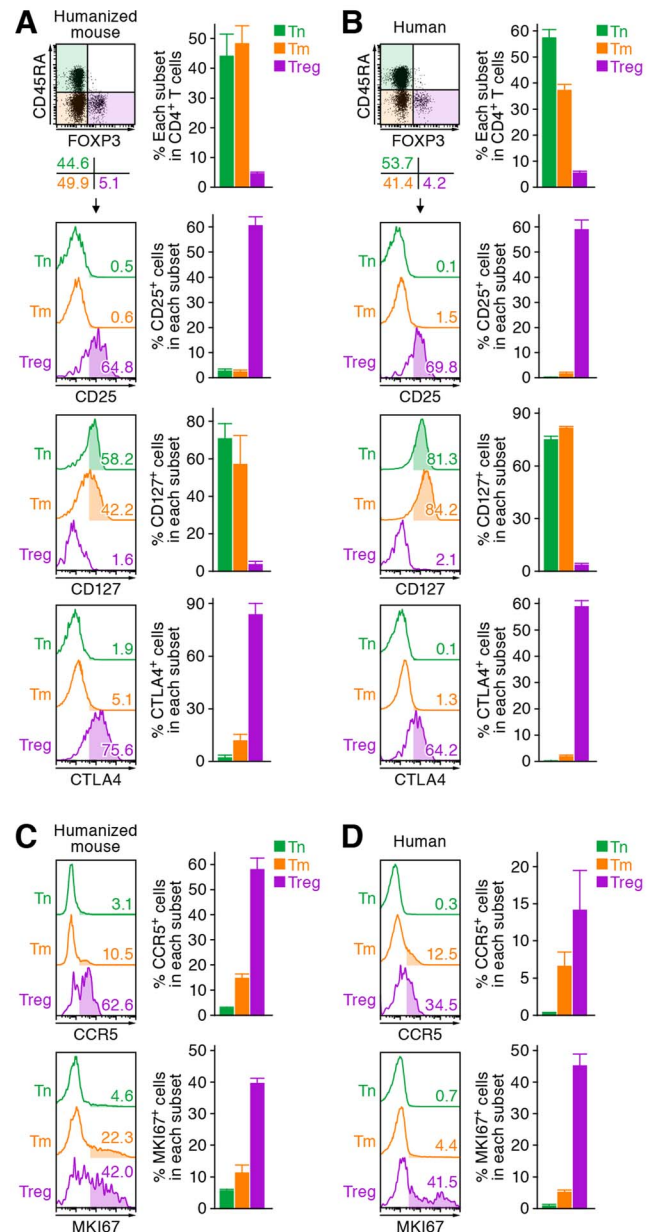 A
Humanized
mouse
CD45RA
FOXP3
44.6
49.9 5.1
% Each subset
in CD4+ T cells
50
40
30
20
10
0
Tn
Tm
Treg
B
Human
CD45RA
FOXP3
53.7
41.4 4.2
% Each subset
in CD4+ T cells
60
50
40
30
20
10
0
Tn
Tm
Treg
Tn 0.5
Tm 0.6
Treg 64.8
CD25
% CD25+ cells
in each subset
60
50
40
30
20
10
0
Tn 0.1
Tm 1.5
Treg 69.8
CD25
% CD25+ cells
in each subset
60
50
40
30
20
10
0
Tn 58.2
Tm 42.2
Treg 1.6
CD127
% CD127+ cells
in each subset
80
60
40
20
0
Tn 81.3
Tm 84.2
Treg 2.1
CD127
% CD127+ cells
in each subset
90
60
30
0
Tn 1.9
Tm 5.1
Treg 75.6
CTLA4
% CTLA4+ cells
in each subset
90
30
0
Tn 0.1
Tm 1.3
Treg 64.2
CTLA4
% CTLA4+ cells
in each subset
60
50
40
30
20
10
0
C
Humanized
mouse
Tn 3.1
Tm 10.5
Treg 62.6
CCR5
% CCR5+ cells
in each subset
60
50
40
30
20
10
0
Tn
Tm
Treg
D
Human
Tn 0.3
Tm 12.5
Treg 34.5
CCR5
% CCR5+ cells
in each subset
20
15
10
5
0
Tn
Tm
Treg
Tn 4.6
Tm 22.3
Treg 42.0
MKI67
% MKI67+ cells
in each subset
50
40
30
20
10
0
Tn 0.7
Tm 4.4
Treg 41.5
MKI67
% MKI67+ cells
in each subset
50
40
30
20
10
0